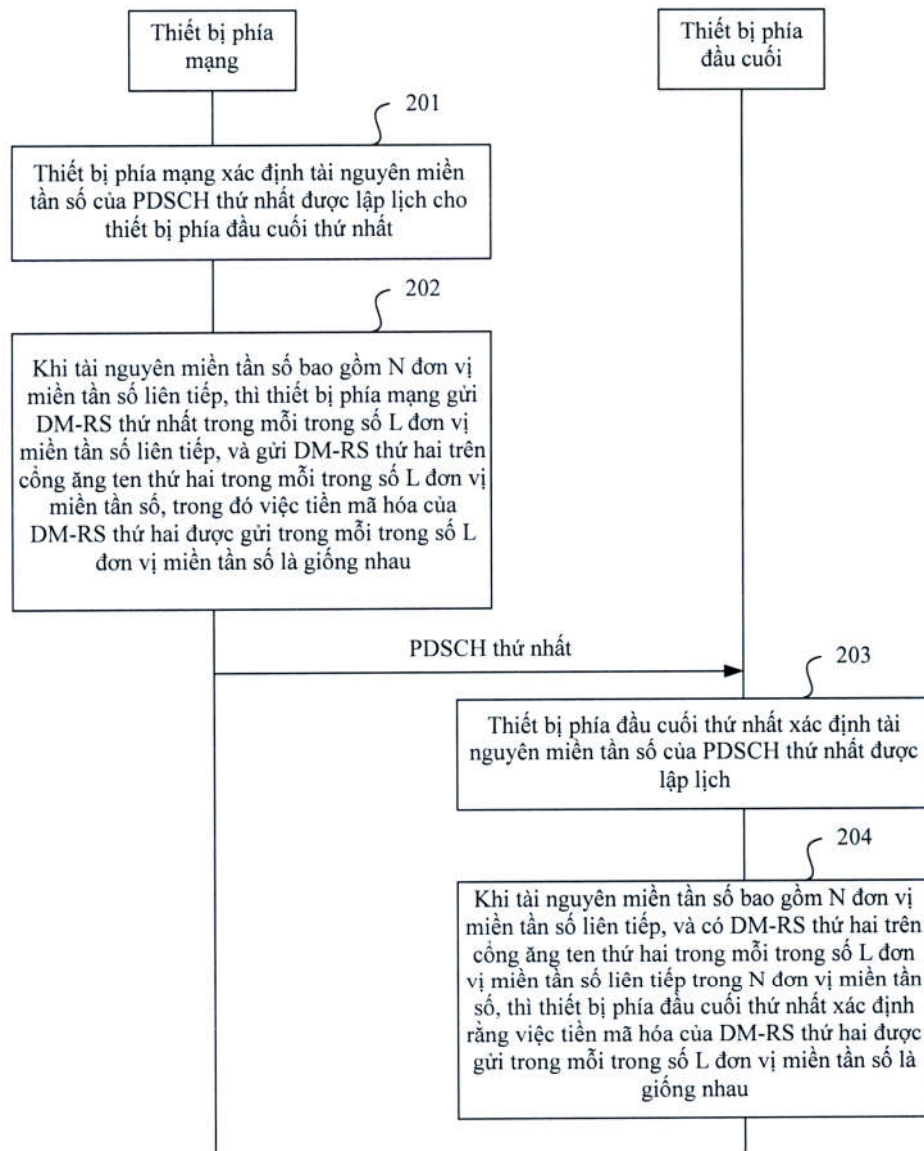 Thiết bị phía
mạng
Thiết bị phía
đầu cuối
201
Thiết bị phía mạng xác định tài nguyên miền
tần số của PDSCH thứ nhất được lập lịch cho
thiết bị phía đầu cuối thứ nhất
202
Khi tài nguyên miền tần số bao gồm N đơn vị
miền tần số liên tiếp, thì thiết bị phía mạng gửi
DM-RS thứ nhất trong mỗi trong số L đơn vị
miền tần số liên tiếp, và gửi DM-RS thứ hai trên
cổng ăng ten thứ hai trong mỗi trong số L đơn vị
miền tần số, trong đó việc tiền mã hóa của
DM-RS thứ hai được gửi trong mỗi trong số L
đơn vị miền tần số là giống nhau
PDSCH thứ nhất
203
Thiết bị phía đầu cuối thứ nhất xác định tài
nguyên miền tần số của PDSCH thứ nhất được
lập lịch
204
Khi tài nguyên miền tần số bao gồm N đơn vị
miền tần số liên tiếp, và có DM-RS thứ hai trên
cổng ăng ten thứ hai trong mỗi trong số L đơn
vị miền tần số liên tiếp trong N đơn vị miền tần
số, thì thiết bị phía đầu cuối thứ nhất xác định
rằng việc tiền mã hóa của DM-RS thứ hai được
gửi trong mỗi trong số L đơn vị miền tần số là
giống nhau